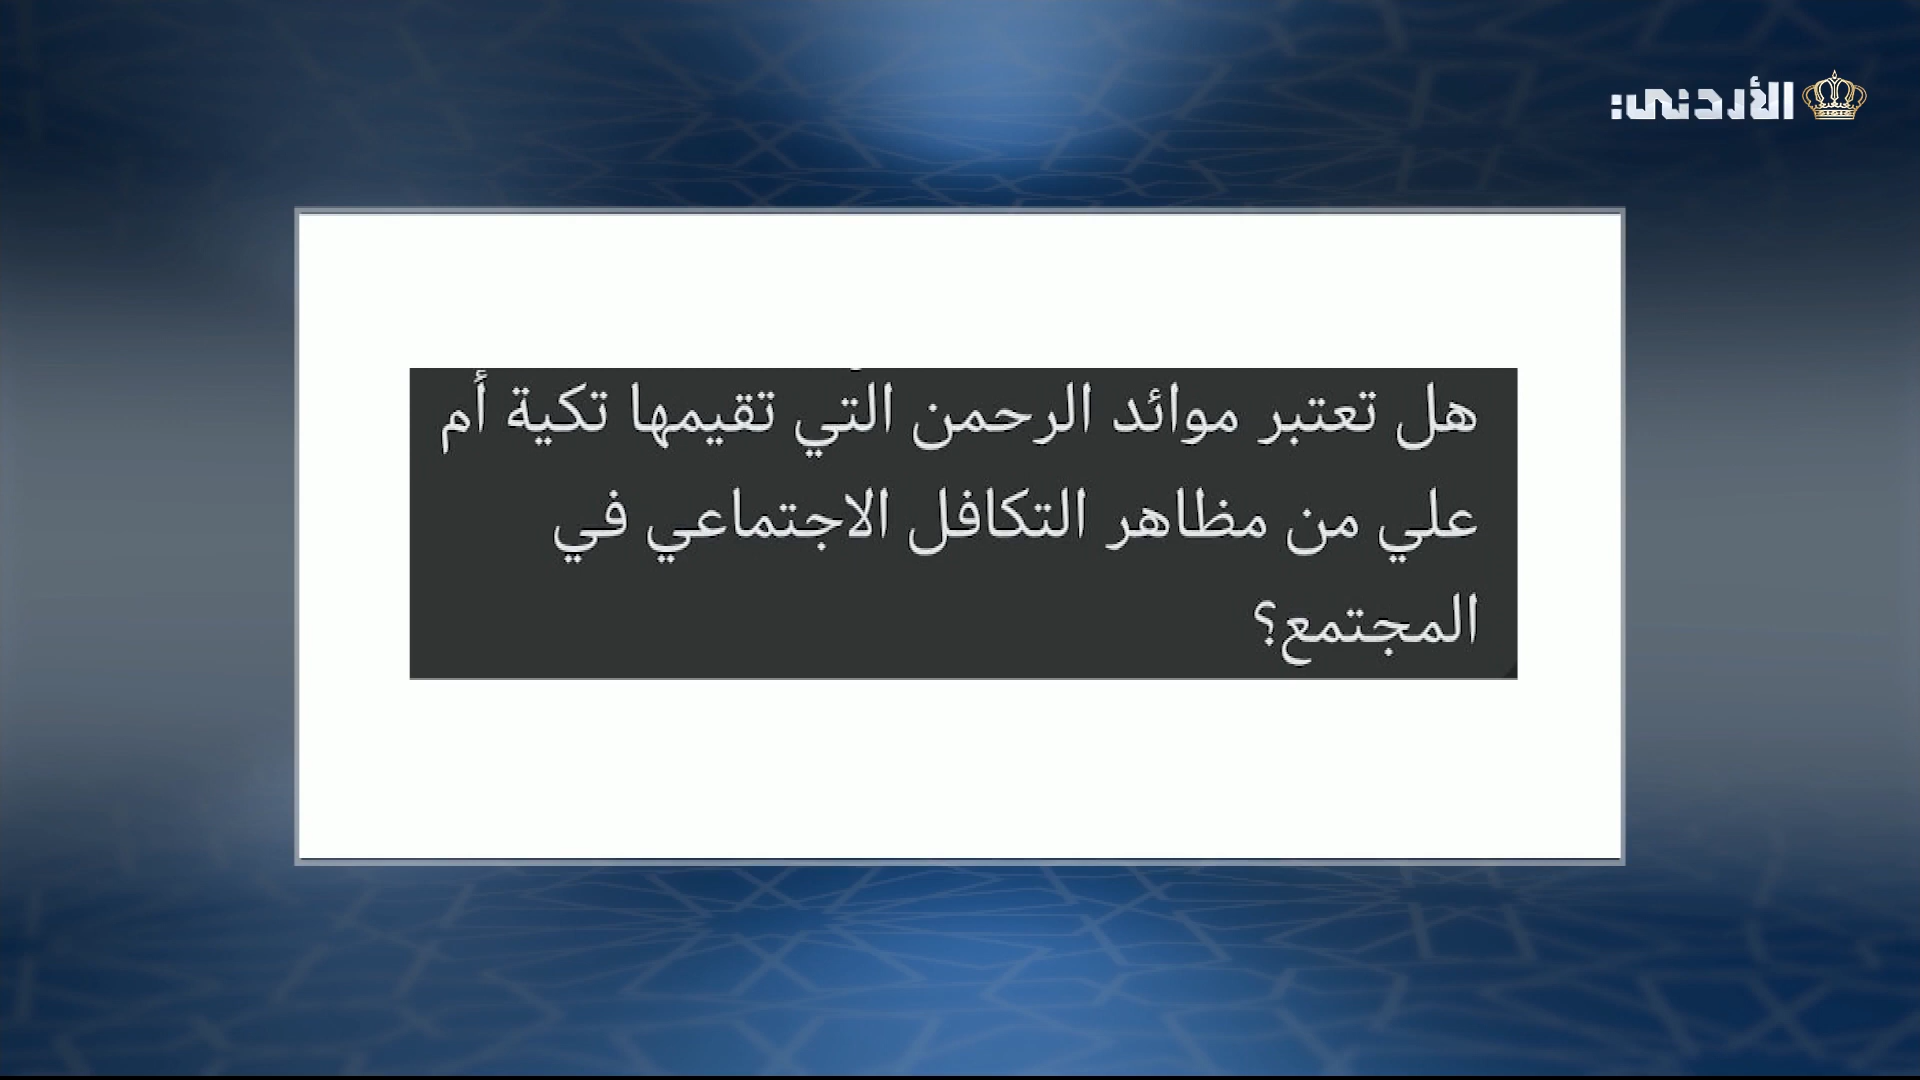 الأردني:
هل تعتبر موائد الرحمن التي تقيمها تكية أم
علي من مظاهر التكافل الاجتماعي في
المجتمع؟